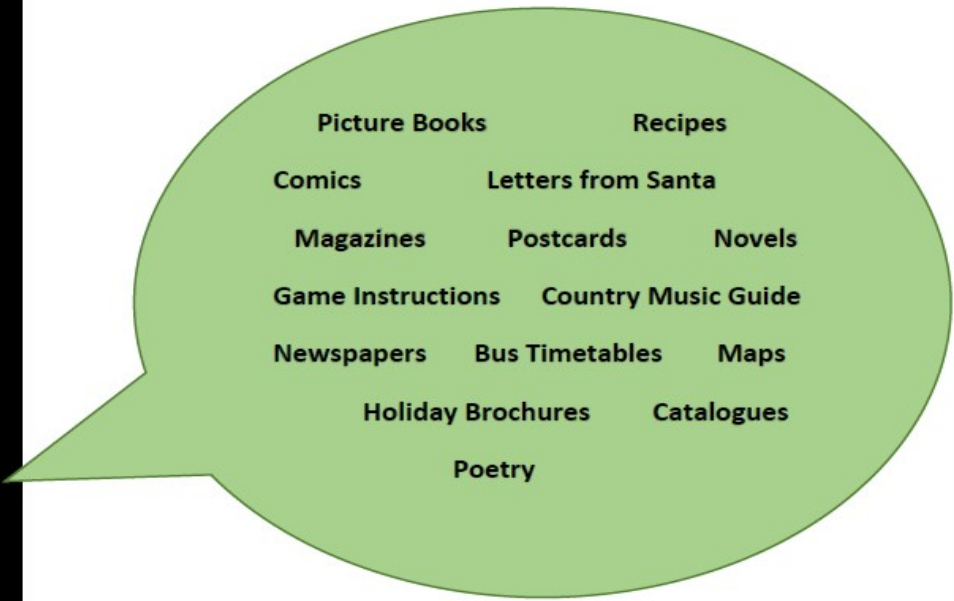 Picture Books Recipes
Comics Letters from Santa
Magazines Postcards Novels
Game Instructions Country Music Guide
Newspapers Bus Timetables Maps
Holiday Brochures Catalogues
Poetry